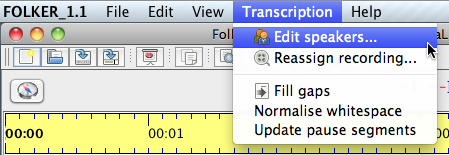 FOLKER_1.1 File Edit View Transcription Help
Edit speakers...
Reassign recording...
Fill gaps
Normalise whitespace
Update pause segments
00:00 00:01